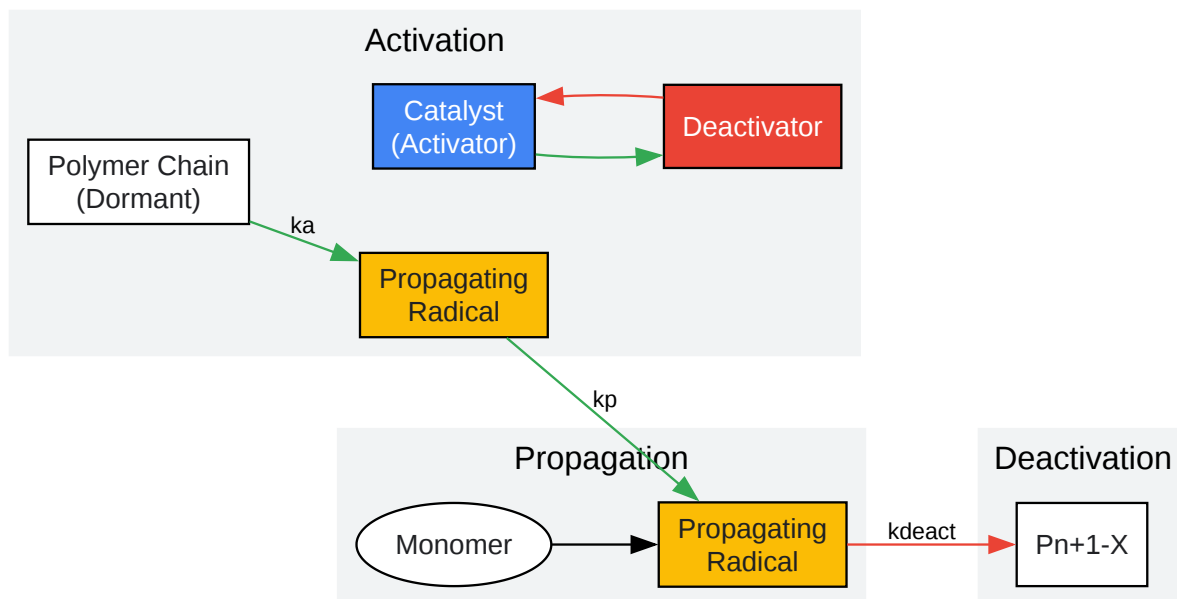 Activation
Catalyst
(Activator)
Deactivator
Polymer Chain
(Dormant)
ka
Propagating
Radical
kp
Propagation
Deactivation
Monomer
Propagating
Radical
kdeact
Pn+1-X